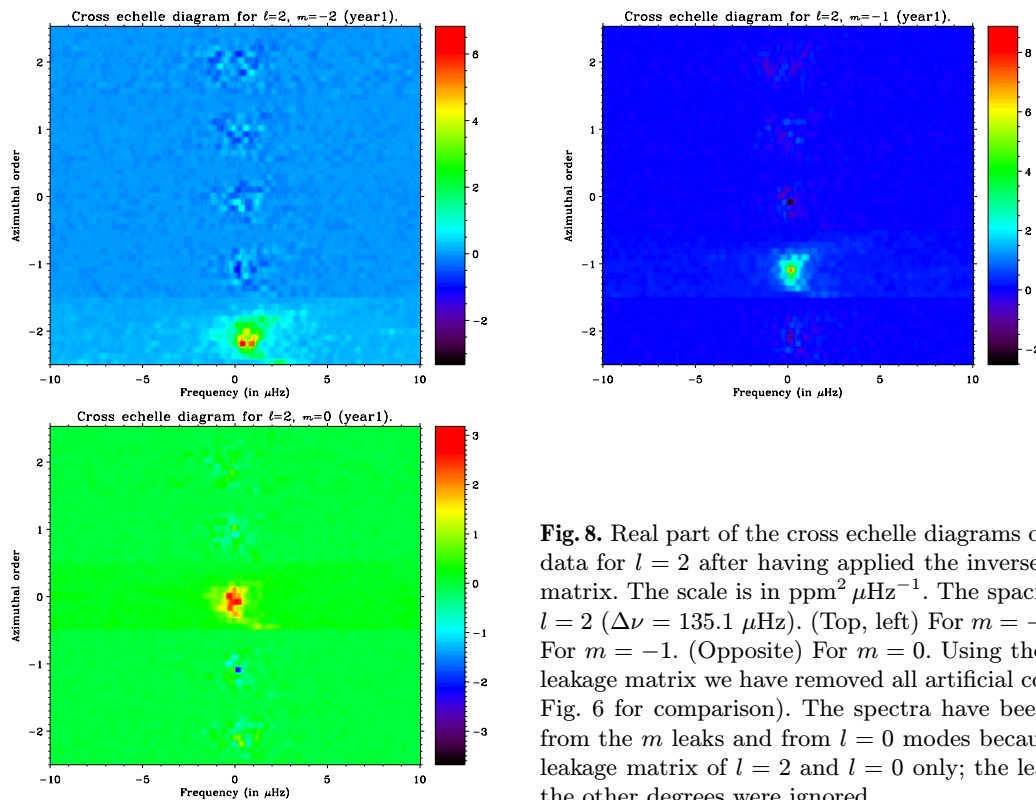 Cross echelle diagram for l=2, m=−2 (year1).
Azimuthal order
2
1
0
−1
−2
−10 −5 0 5 10
Frequency (in μHz)
6
4
2
0
−2
Cross echelle diagram for l=2, m=−1 (year1).
Azimuthal order
2
1
0
−1
−2
−10 −5 0 5 10
Frequency (in μHz)
8
6
4
2
0
Cross echelle diagram for l=2, m=0 (year1).
Azimuthal order
2
1
0
−1
−2
−10 −5 0 5 10
Frequency (in μHz)
3
2
1
0
−1
−2
−3
Fig. 8. Real part of the cross echelle diagrams
data for l = 2 after having applied the inverse
matrix. The scale is in ppm² μHz⁻¹. The
l = 2 (Δν = 135.1 μHz). (Top, left) For m = −
For m = −1. (Opposite) For m = 0. Using
leakage matrix we have removed all artificial
Fig. 6 for comparison). The spectra have
from the m leaks and from l = 0 modes
leakage matrix of l = 2 and l = 0 only; the
the other degrees were ignored